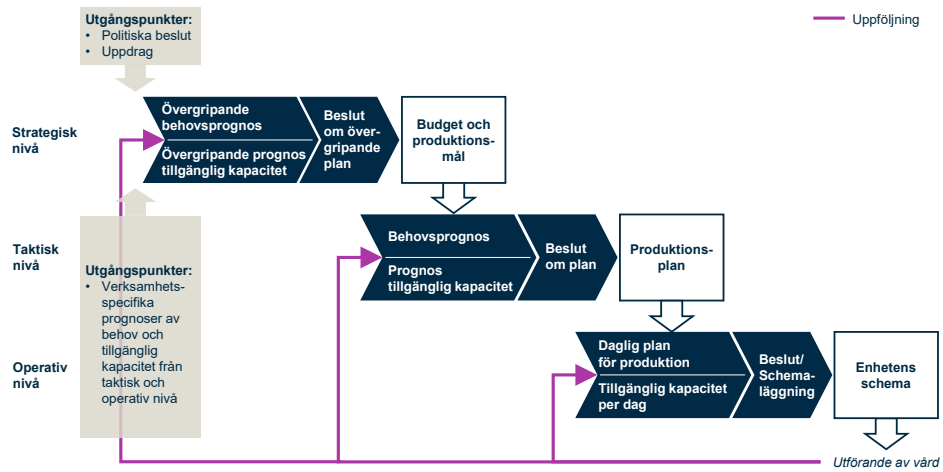 Utgångspunkter:
• Politiska beslut
• Uppdrag
Uppföljning
Strategisk
nivå
Övergripande
behovsprognos
Övergripande prognos
tillgänglig kapacitet
Beslut
om över-
gripande
plan
Budget och
produktions-
mål
Taktisk
nivå
Utgångspunkter:
• Verksamhets-
specifika
prognoser av
behov och
tillgänglig
kapacitet från
taktisk och
operativ nivå
Behovsprognos
Prognos
tillgänglig kapacitet
Beslut
om plan
Produktions-
plan
Operativ
nivå
Daglig plan
för produktion
Tillgänglig kapacitet
per dag
Beslut/
Schema-
läggning
Enhetens
schema
Utförande av vård